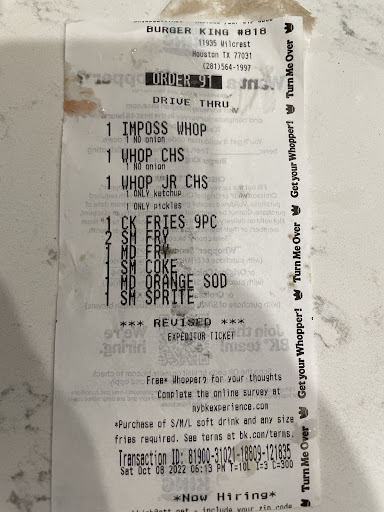 BURGER KING #818
11935 Wilcrest
Houston TX 77031
(281)564-1997
ORDER 91
DRIVE THRU
1 IMPOSS WHOP
1 NO onion
1 WHOP CHS
1 NO onion
1 WHOP JR CHS
1 ONLY ketchup
1 ONLY pickles
1 CK FRIES 9PC
2 SM FRY
1 MD FRY
1 SM COKE
1 MD ORANGE SOD
1 SM SPRITE
*** REVISED ***
EXPEDITOR TICKET
Free* Whopper® for your thoughts
Complete the online survey at
mybkexperience.com
*Purchase of S/M/L soft drink and any size
fries required. See terms at bk.com/terms.
Transaction ID: 81900-31021-18809-121835
Sat Oct 08 2022 06:13 PM T=10L I=3 C=300
*Now Hiring*
include your zip code
Turn Me Over
Get your Whopper!
Turn Me Over
Get your Whopper!
Turn Me Over